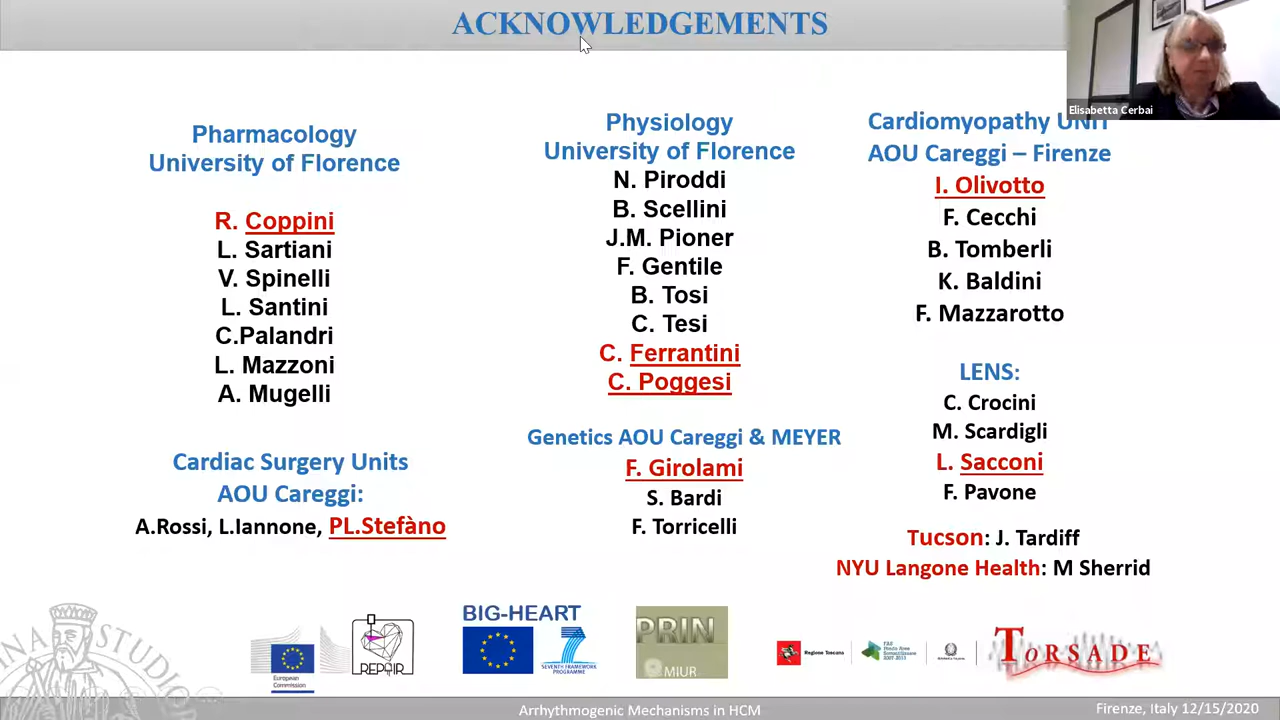 ACKNOWLEDGEMENTS
Elisabetta Cerbai
Pharmacology
University of Florence
R. Coppini
L. Sartiani
V. Spinelli
L. Santini
C.Palandri
L. Mazzoni
A. Mugelli
Cardiac Surgery Units
AOU Careggi:
A.Rossi, L.Iannone, PL.Stefàno
Physiology
University of Florence
N. Piroddi
B. Scellini
J.M. Pioner
F. Gentile
B. Tosi
C. Tesi
C. Ferrantini
C. Poggesi
Genetics AOU Careggi & MEYER
F. Girolami
S. Bardi
F. Torricelli
Cardiomyopathy UNIT
AOU Careggi – Firenze
I. Olivotto
F. Cecchi
B. Tomberli
K. Baldini
F. Mazzarotto
LENS:
C. Crocini
M. Scardigli
L. Sacconi
F. Pavone
Tucson: J. Tardiff
NYU Langone Health: M Sherrid
European
Commission
REPAIR
BIG-HEART
SEVENTH FRAMEWORK
PROGRAMME
PRIN
MIUR
Regione Toscana
TORSADE
Arrhythmogenic Mechanisms in HCM
Firenze, Italy 12/15/2020